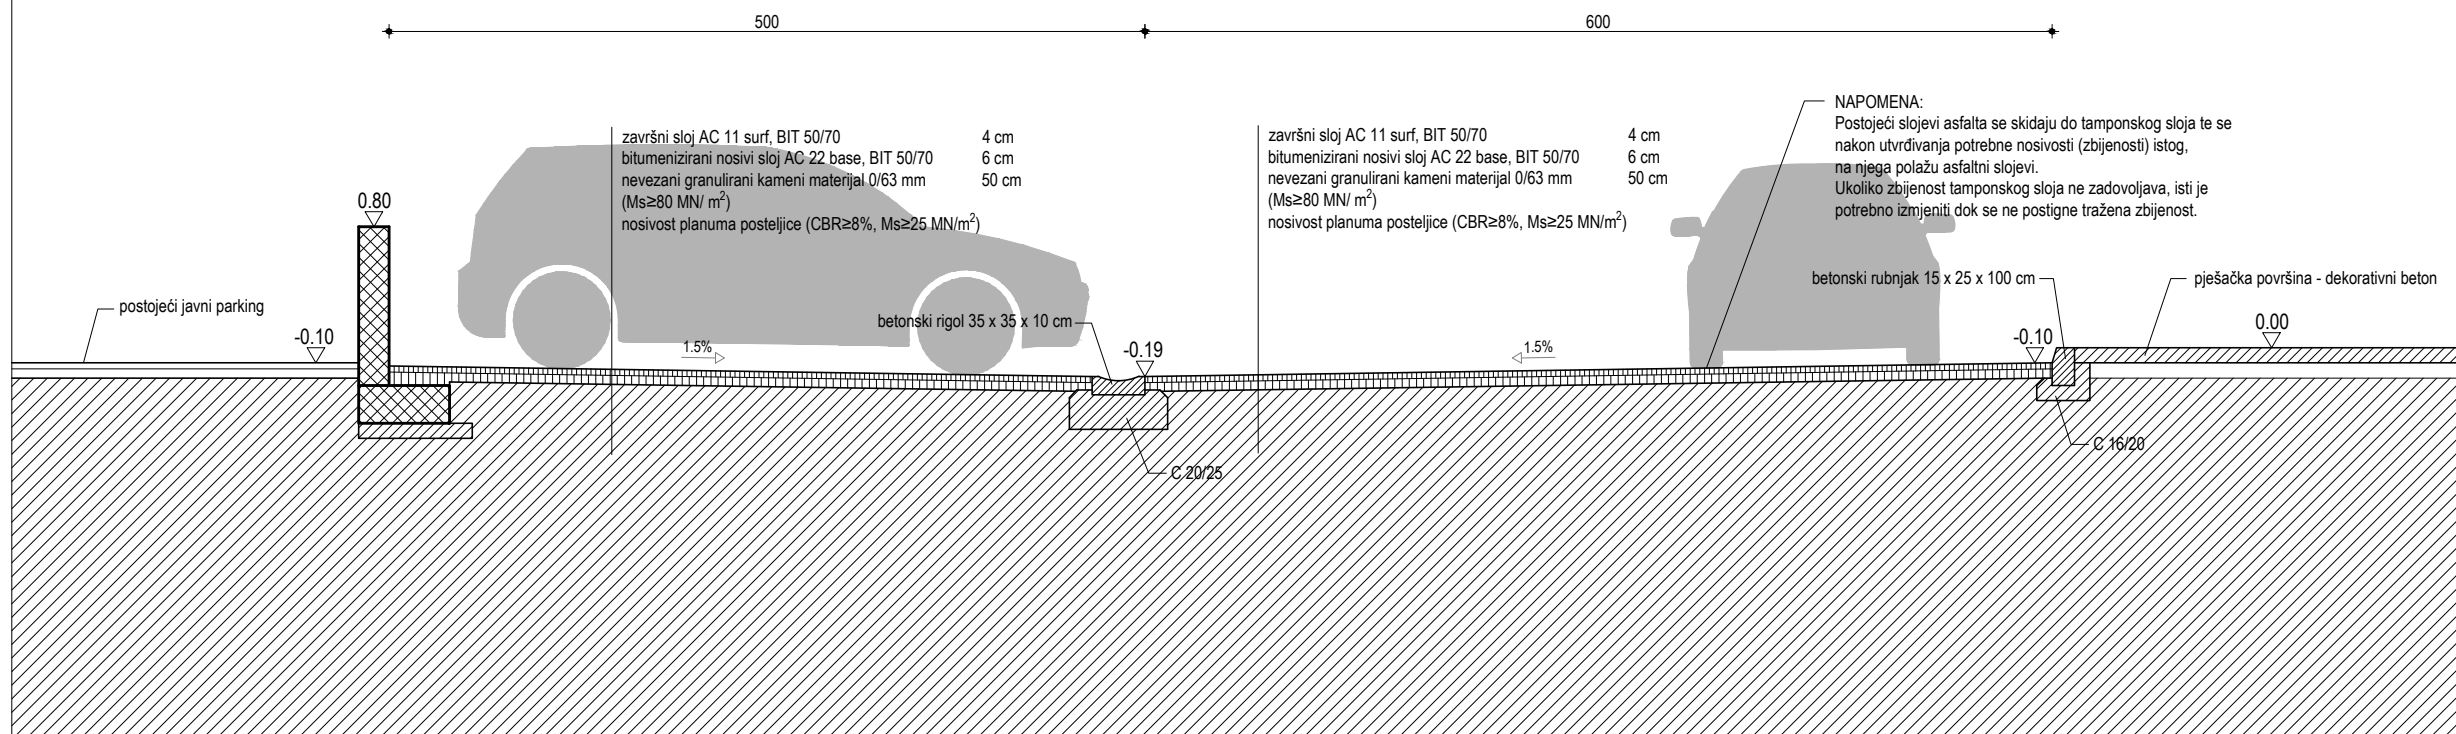 500
600
završni sloj AC 11 surf, BIT 50/70 4 cm
bitumenizirani nosivi sloj AC 22 base, BIT 50/70 6 cm
nevezani granulirani kameni materijal 0/63 mm 50 cm
(Ms≥80 MN/ m²)
nosivost planuma posteljice (CBR≥8%, Ms≥25 MN/m²)
završni sloj AC 11 surf, BIT 50/70 4 cm
bitumenizirani nosivi sloj AC 22 base, BIT 50/70 6 cm
nevezani granulirani kameni materijal 0/63 mm 50 cm
(Ms≥80 MN/ m²)
nosivost planuma posteljice (CBR≥8%, Ms≥25 MN/m²)
NAPOMENA:
Postojeći slojevi asfalta se skidaju do tamponskog sloja te se
nakon utvrđivanja potrebne nosivosti (zbijenosti) istog,
na njega polažu asfaltni slojevi.
Ukoliko zbijenost tamponskog sloja ne zadovoljava, isti je
potrebno izmjeniti dok se ne postigne tražena zbijenost.
0.80
postojeći javni parking
-0.10
1.5%
betonski rigol 35 x 35 x 10 cm
-0.19
1.5%
betonski rubnjak 15 x 25 x 100 cm
-0.10
pješačka površina - dekorativni beton
0.00
C 20/25
C 16/20